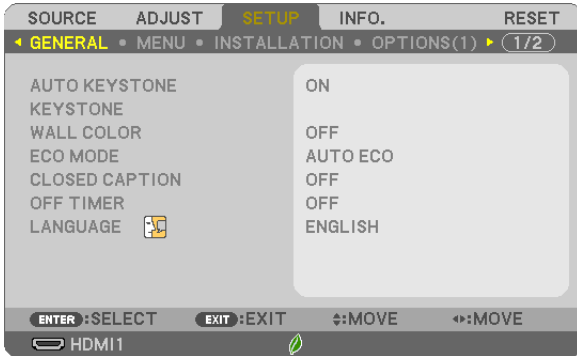 SOURCE ADJUST SETUP INFO. RESET
GENERAL • MENU • INSTALLATION • OPTIONS(1) 1/2
AUTO KEYSTONE ON
KEYSTONE
WALL COLOR OFF
ECO MODE AUTO ECO
CLOSED CAPTION OFF
OFF TIMER OFF
LANGUAGE ENGLISH
ENTER :SELECT EXIT :EXIT :MOVE :MOVE
HDMI1